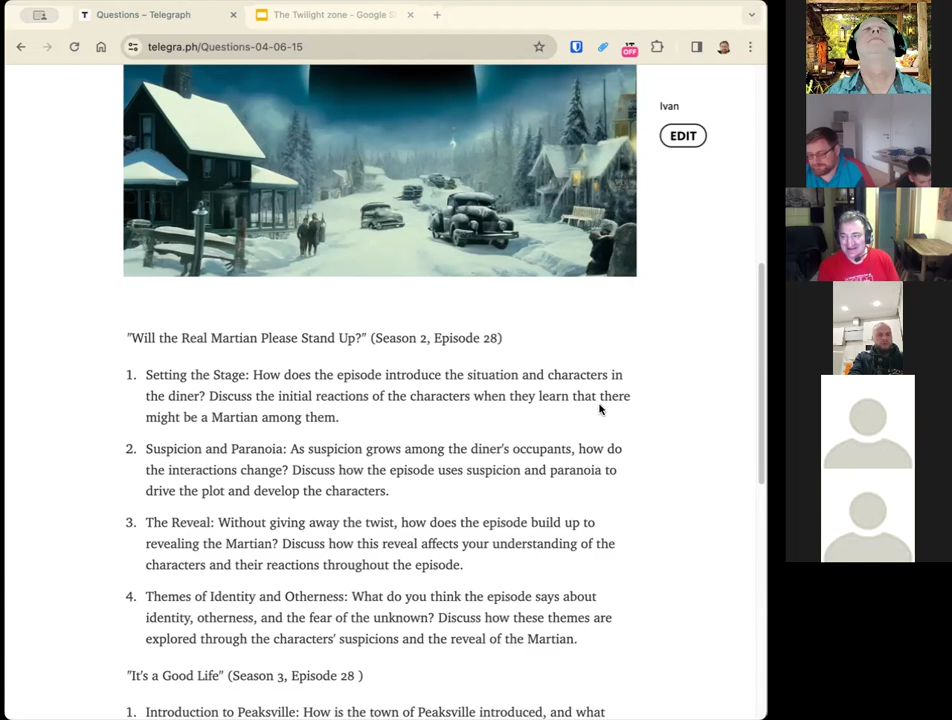 Questions – Telegraph
The Twilight zone - Google Sl
telegra.ph/Questions-04-06-15
OFF
Ivan
EDIT
"Will the Real Martian Please Stand Up?" (Season 2, Episode 28)
1. Setting the Stage: How does the episode introduce the situation and characters in
the diner? Discuss the initial reactions of the characters when they learn that there
might be a Martian among them.
2. Suspicion and Paranoia: As suspicion grows among the diner's occupants, how do
the interactions change? Discuss how the episode uses suspicion and paranoia to
drive the plot and develop the characters.
3. The Reveal: Without giving away the twist, how does the episode build up to
revealing the Martian? Discuss how this reveal affects your understanding of the
characters and their reactions throughout the episode.
4. Themes of Identity and Otherness: What do you think the episode says about
identity, otherness, and the fear of the unknown? Discuss how these themes are
explored through the characters' suspicions and the reveal of the Martian.
"It's a Good Life" (Season 3, Episode 28 )
1. Introduction to Peaksville: How is the town of Peaksville introduced, and what